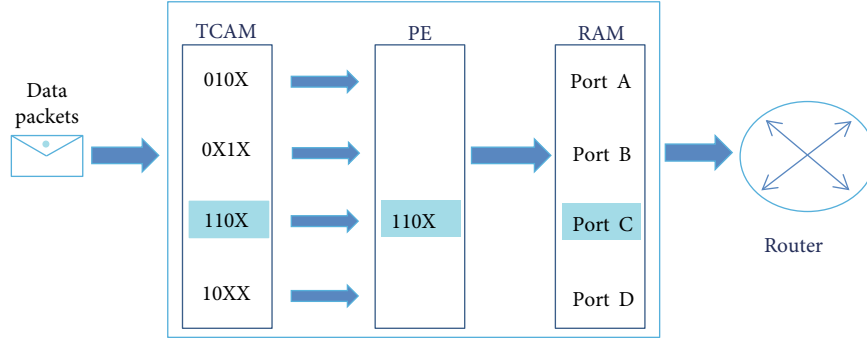 TCAM
PE
RAM
Data
packets
010X
Port A
0X1X
Port B
110X
110X
Port C
10XX
Port D
Router